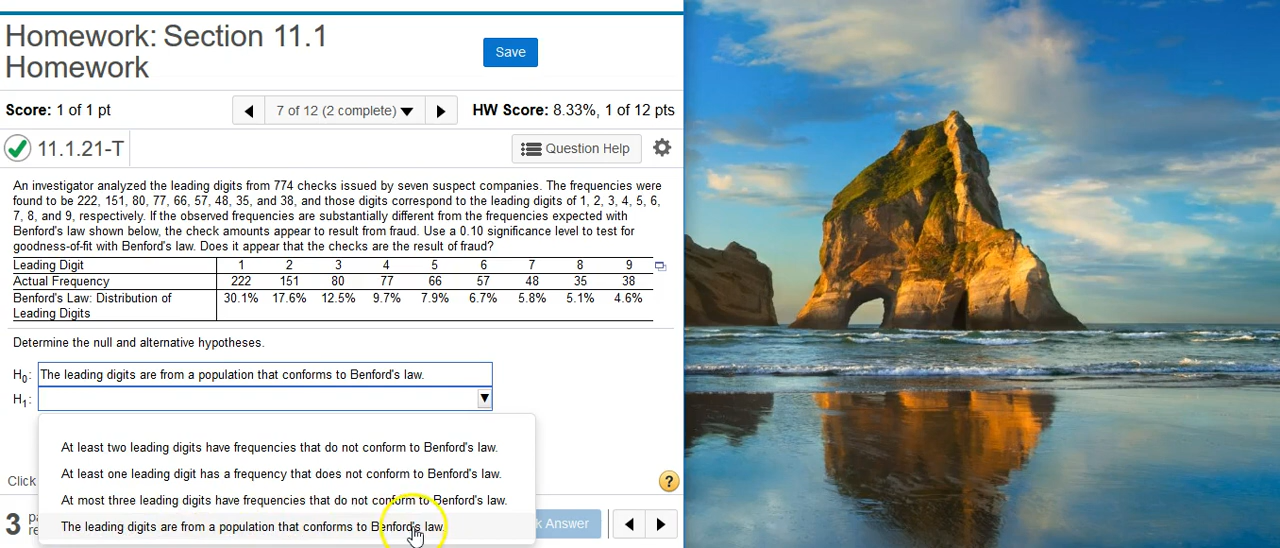 Homework: Section 11.1
Homework
Save
Score: 1 of 1 pt
7 of 12 (2 complete)
HW Score: 8.33%, 1 of 12 pts
11.1.21-T
Question Help
An investigator analyzed the leading digits from 774 checks issued by seven suspect companies. The frequencies were
found to be 222, 151, 80, 77, 66, 57, 48, 35, and 38, and those digits correspond to the leading digits of 1, 2, 3, 4, 5, 6,
7, 8, and 9, respectively. If the observed frequencies are substantially different from the frequencies expected with
Benford's law shown below, the check amounts appear to result from fraud. Use a 0.10 significance level to test for
goodness-of-fit with Benford's law. Does it appear that the checks are the result of fraud?
Leading Digit 1 2 3 4 5 6 7 8 9
Actual Frequency 222 151 80 77 66 57 48 35 38
Benford's Law: Distribution of 30.1% 17.6% 12.5% 9.7% 7.9% 6.7% 5.8% 5.1% 4.6%
Leading Digits
Determine the null and alternative hypotheses.
H0: The leading digits are from a population that conforms to Benford's law.
H1:
At least two leading digits have frequencies that do not conform to Benford's law.
At least one leading digit has a frequency that does not conform to Benford's law.
Click
?
At most three leading digits have frequencies that do not conform to Benford's law.
The leading digits are from a population that conforms to Benford's law.
3
Answer